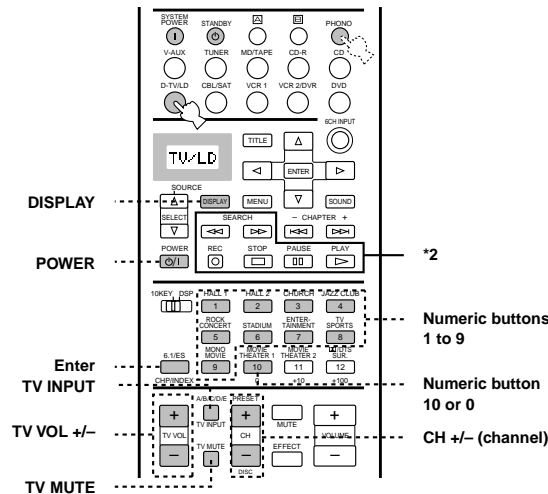 SYSTEM
POWER STANDBY A B PHONO
V-AUX TUNER MD/TAPE CD-R CD
D-TV/LD CBL/SAT VCR 1 VCR 2/DVR DVD
6CH INPUT
TV/LD
TITLE
ENTER
SOURCE
DISPLAY
DISPLAY MENU SOUND
SELECT
SEARCH – CHAPTER +
POWER
POWER REC STOP PAUSE PLAY
*2
10KEY DSP
HALL 1 HALL 2 CHURCH JAZZ CLUB
1 2 3 4
ROCK CONCERT STADIUM ENTER-TAINMENT TV SPORTS
5 6 7 8
Numeric buttons
1 to 9
MONO MOVIE MOVIE THEATER 1 MOVIE THEATER 2 /DTS SUR.
6.1/ES 9 10 11 12
Enter
CHP/INDEX 0 +10 +100
Numeric button
10 or 0
TV INPUT
A/B/C/D/E PRESET
+ TV INPUT + MUTE +
TV VOL +/–
TV VOL CH VOLUME
CH +/– (channel)
– TV MUTE – EFFECT –
DISC
TV MUTE